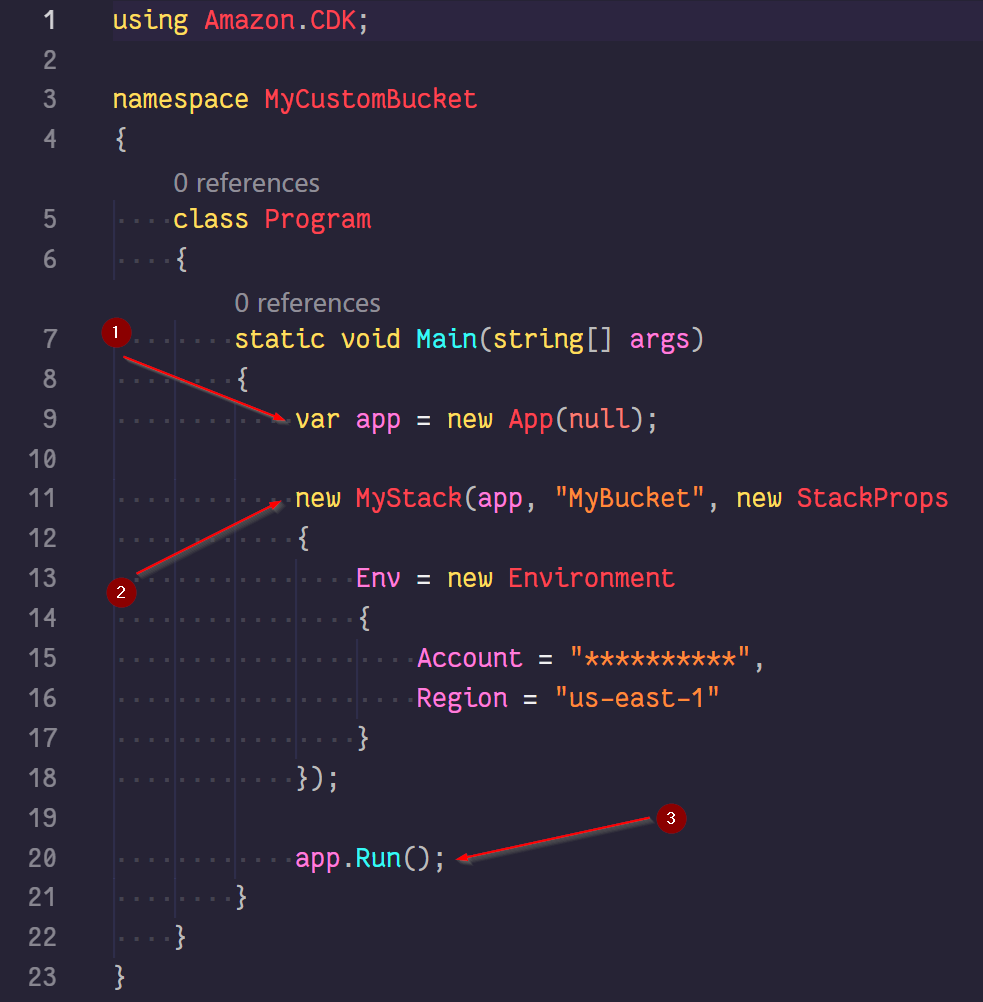 1 using Amazon.CDK;
2
3 namespace MyCustomBucket
4 {
0 references
5 class Program
6 {
0 references
1
7 static void Main(string[] args)
8 {
9 var app = new App(null);
10
11 new MyStack(app, "MyBucket", new StackProps
12 {
13 Env = new Environment
2
14 {
15 Account = "**********",
16 Region = "us-east-1"
17 }
18 });
19
3
20 app.Run();
21 }
22 }
23 }